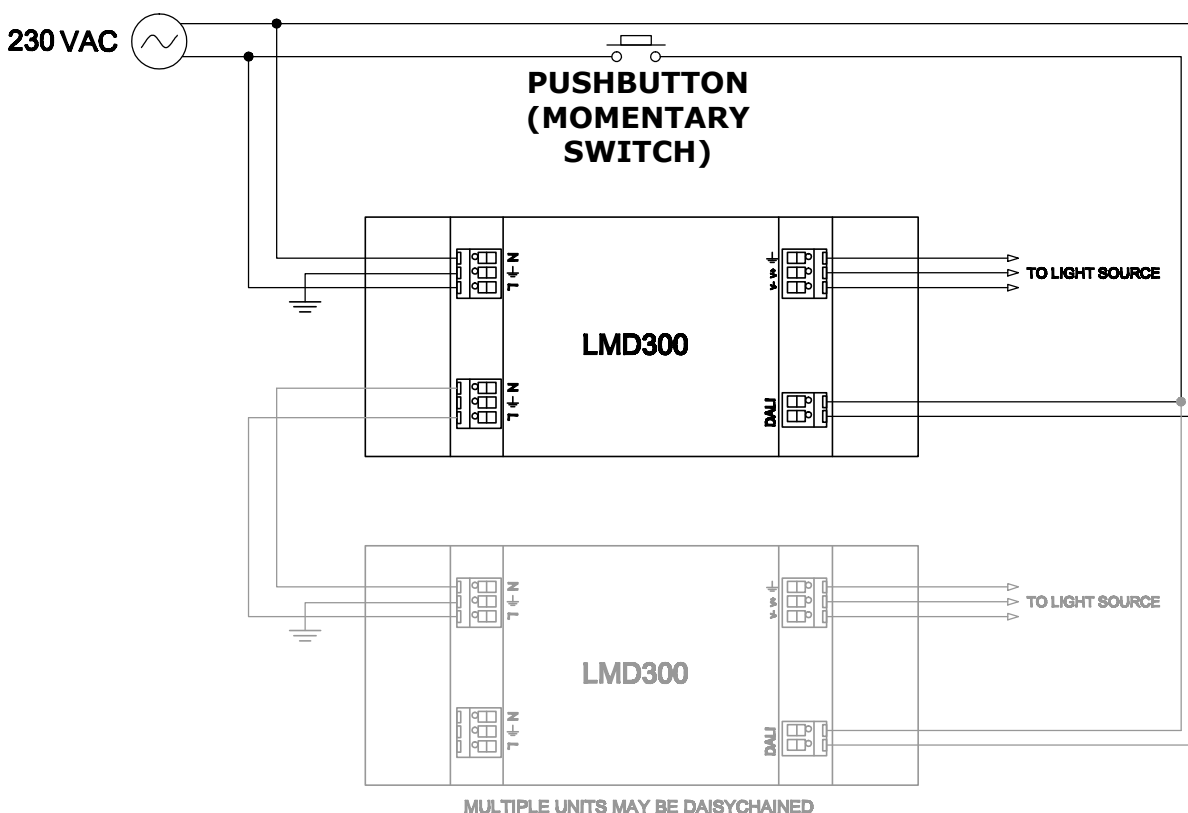 230 VAC
PUSHBUTTON
(MOMENTARY
SWITCH)
N
L
V+
V-
TO LIGHT SOURCE
LMD300
N
L
DALI
N
L
V+
V-
TO LIGHT SOURCE
LMD300
N
L
DALI
MULTIPLE UNITS MAY BE DAISYCHAINED